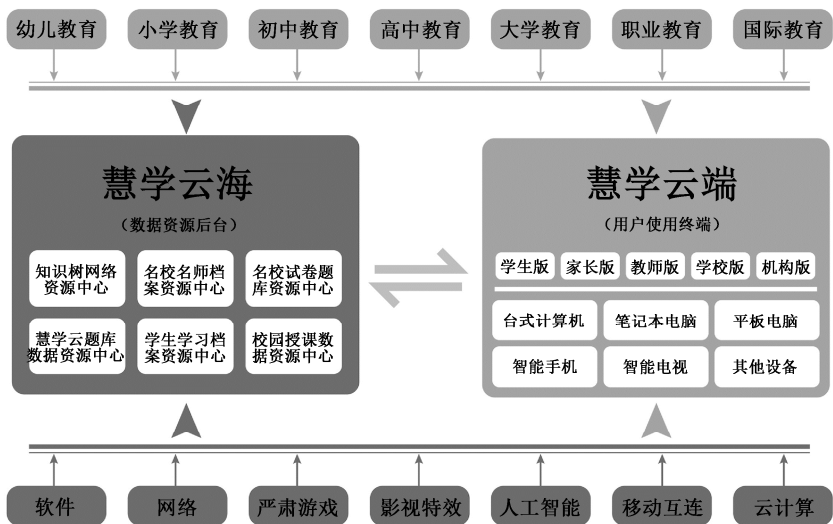 幼儿教育
小学教育
初中教育
高中教育
大学教育
职业教育
国际教育
慧学云海
（数据资源后台）
知识树网络
资源中心
名校名师档
案资源中心
名校试卷题
库资源中心
慧学云题库
数据资源中心
学生学习档
案资源中心
校园授课数
据资源中心
慧学云端
（用户使用终端）
学生版
家长版
教师版
学校版
机构版
台式计算机
笔记本电脑
平板电脑
智能手机
智能电视
其他设备
软件
网络
严肃游戏
影视特效
人工智能
移动互连
云计算